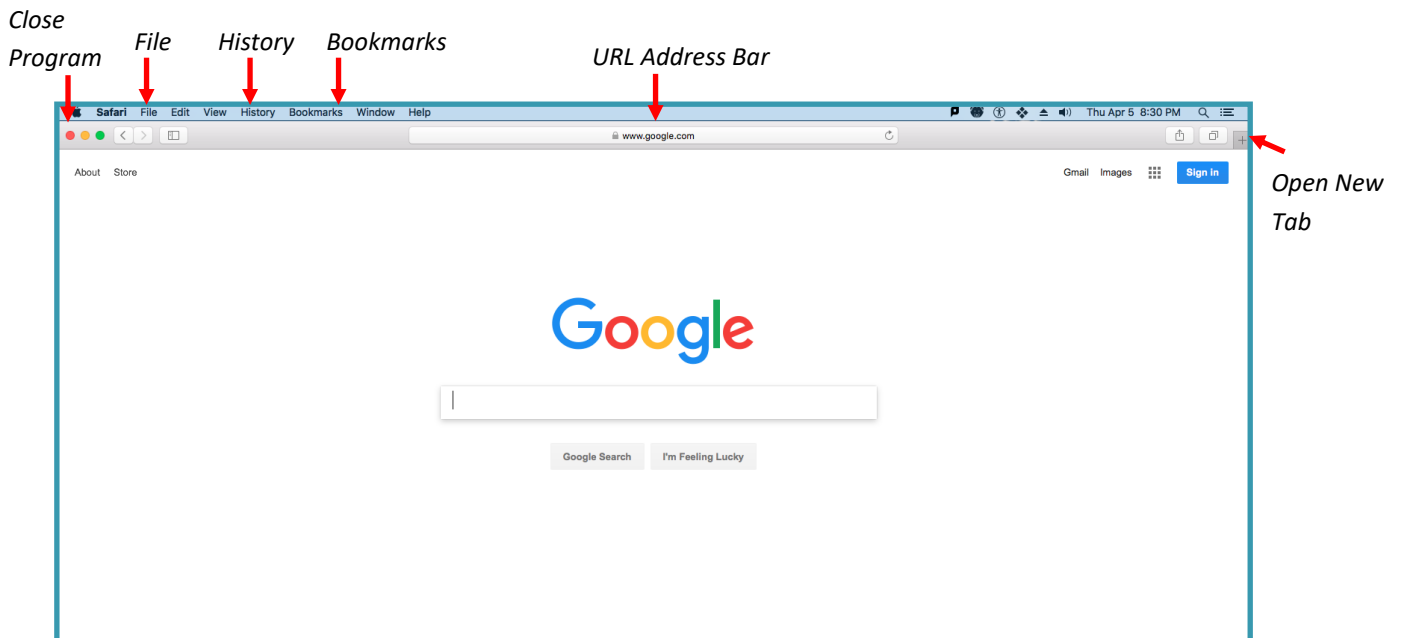 Close
Program
File
History
Bookmarks
URL Address Bar
Safari File Edit View History Bookmarks Window Help Thu Apr 5 8:30 PM
www.google.com
About Store Gmail Images Sign In
Open New
Tab
Google
Google Search I'm Feeling Lucky